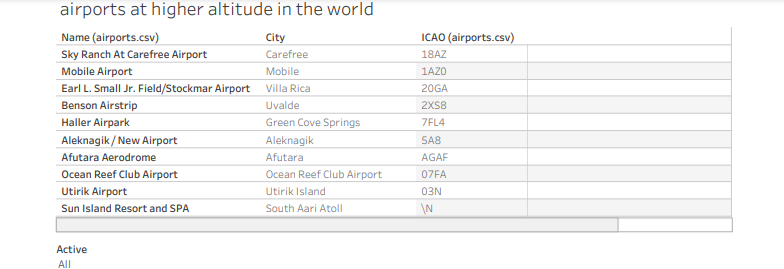 airports at higher altitude in the world
Name (airports.csv) City ICAO (airports.csv)
Sky Ranch At Carefree Airport Carefree 18AZ
Mobile Airport Mobile 1AZ0
Earl L. Small Jr. Field/Stockmar Airport Villa Rica 20GA
Benson Airstrip Uvalde 2XS8
Haller Airpark Green Cove Springs 7FL4
Aleknagik / New Airport Aleknagik 5A8
Afutara Aerodrome Afutara AGAF
Ocean Reef Club Airport Ocean Reef Club Airport 07FA
Utirik Airport Utirik Island 03N
Sun Island Resort and SPA South Aari Atoll \N
Active
All